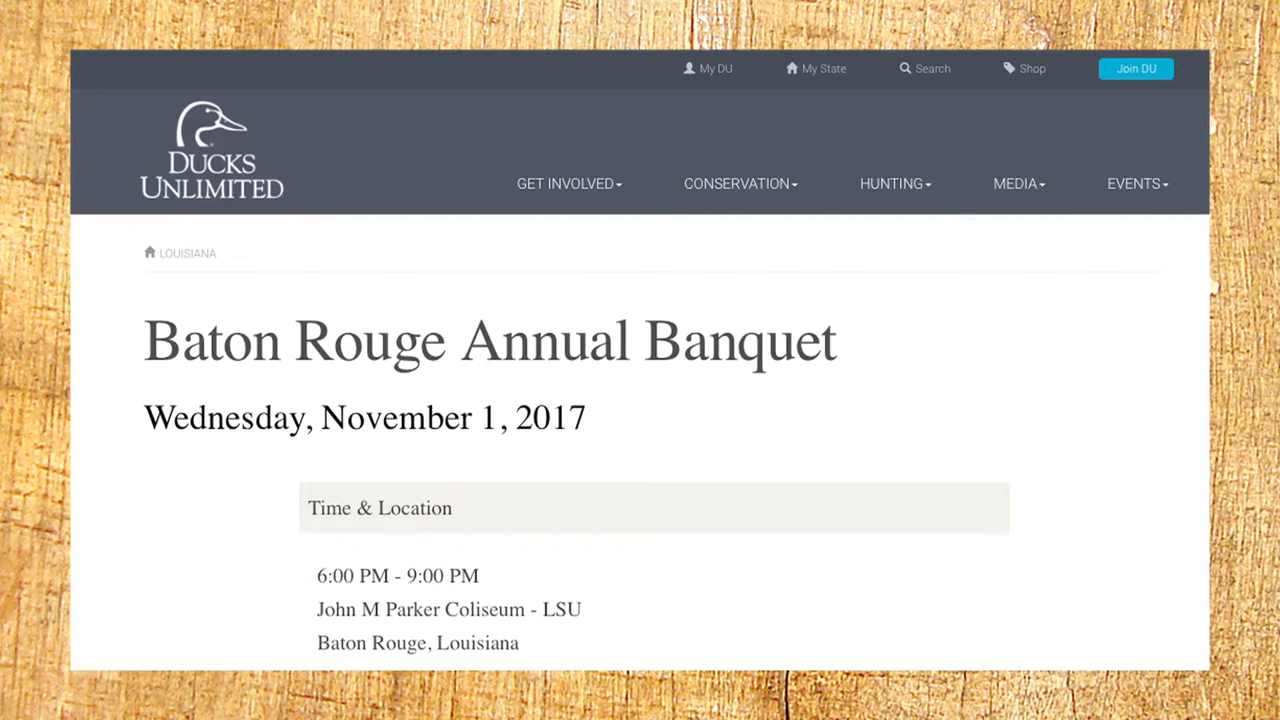 My DU My State Search Shop Join DU
DUCKS
UNLIMITED
GET INVOLVED CONSERVATION HUNTING MEDIA EVENTS
LOUISIANA
Baton Rouge Annual Banquet
Wednesday, November 1, 2017
Time & Location
6:00 PM - 9:00 PM
John M Parker Coliseum - LSU
Baton Rouge, Louisiana